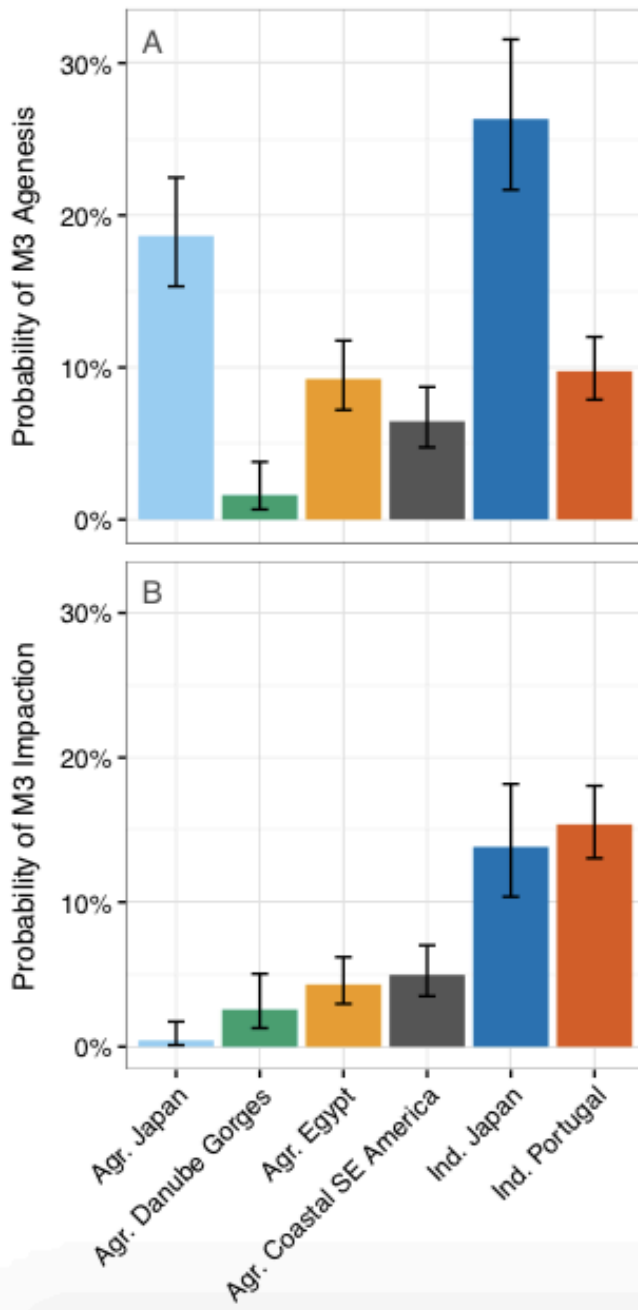 A
Probability of M3 Agenesis
30%
20%
10%
0%
B
Probability of M3 Impaction
30%
20%
10%
0%
Agr. Japan
Agr. Danube Gorges
Agr. Egypt
Agr. Coastal SE America
Ind. Japan
Ind. Portugal